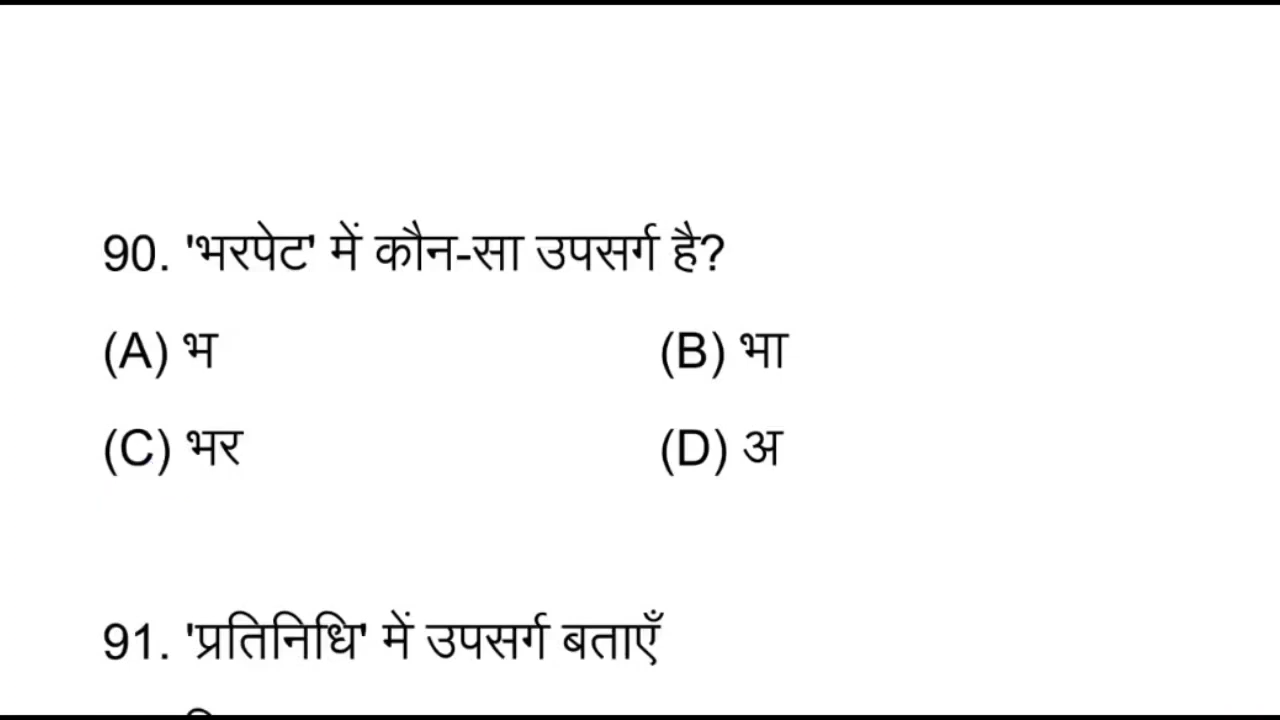 90. 'भरपेट' में कौन-सा उपसर्ग है?
(A) भ (B) भा
(C) भर (D) अ
91. 'प्रतिनिधि' में उपसर्ग बताएँ